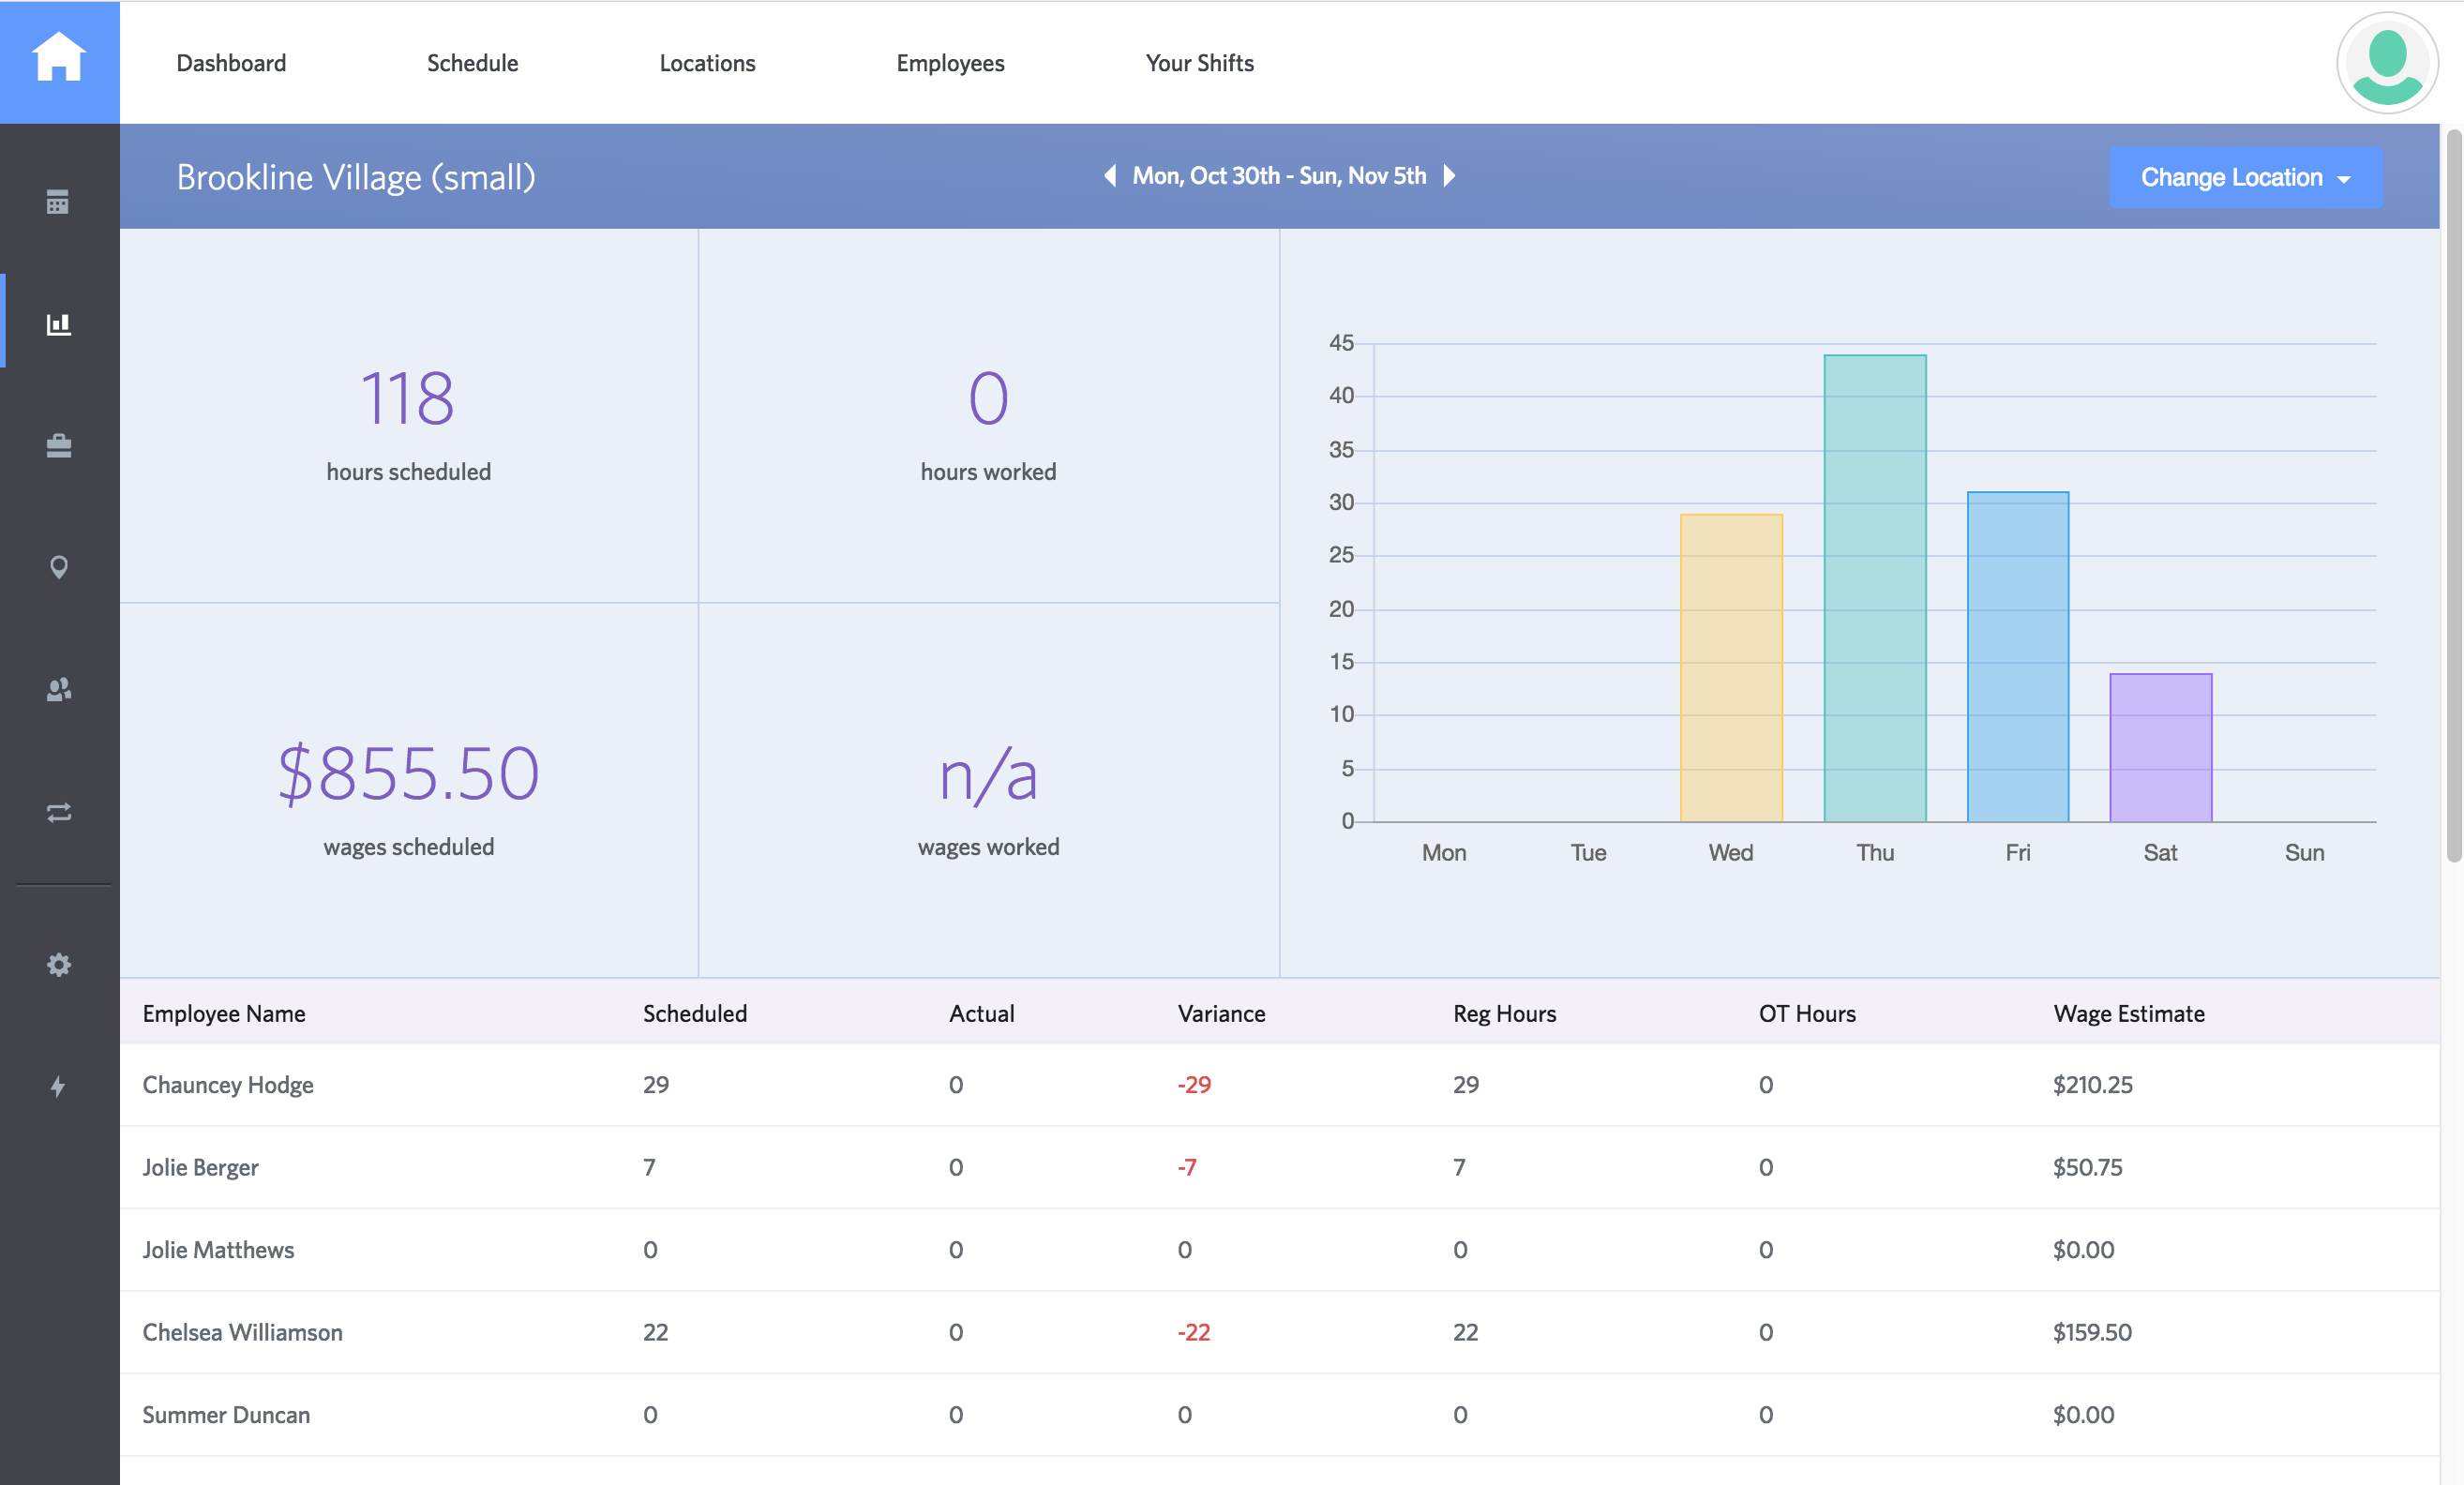 Dashboard Schedule Locations Employees Your Shifts
Brookline Village (small) Mon, Oct 30th - Sun, Nov 5th Change Location
118
hours scheduled
0
hours worked
$855.50
wages scheduled
n/a
wages worked
45
40
35
30
25
20
15
10
5
0
Mon Tue Wed Thu Fri Sat Sun
Employee Name Scheduled Actual Variance Reg Hours OT Hours Wage Estimate
Chauncey Hodge 29 0 -29 29 0 $210.25
Jolie Berger 7 0 -7 7 0 $50.75
Jolie Matthews 0 0 0 0 0 $0.00
Chelsea Williamson 22 0 -22 22 0 $159.50
Summer Duncan 0 0 0 0 0 $0.00